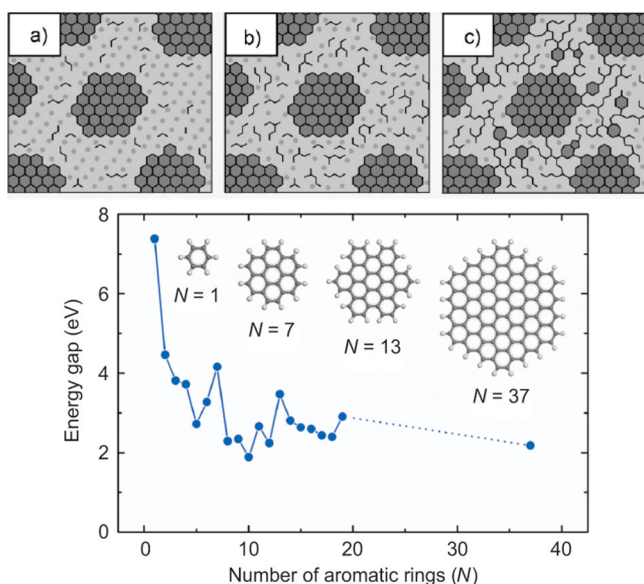 a)
b)
c)
8
6
4
2
0
Energy gap (eV)
N = 1
N = 7
N = 13
N = 37
0
10
20
30
40
Number of aromatic rings (N)